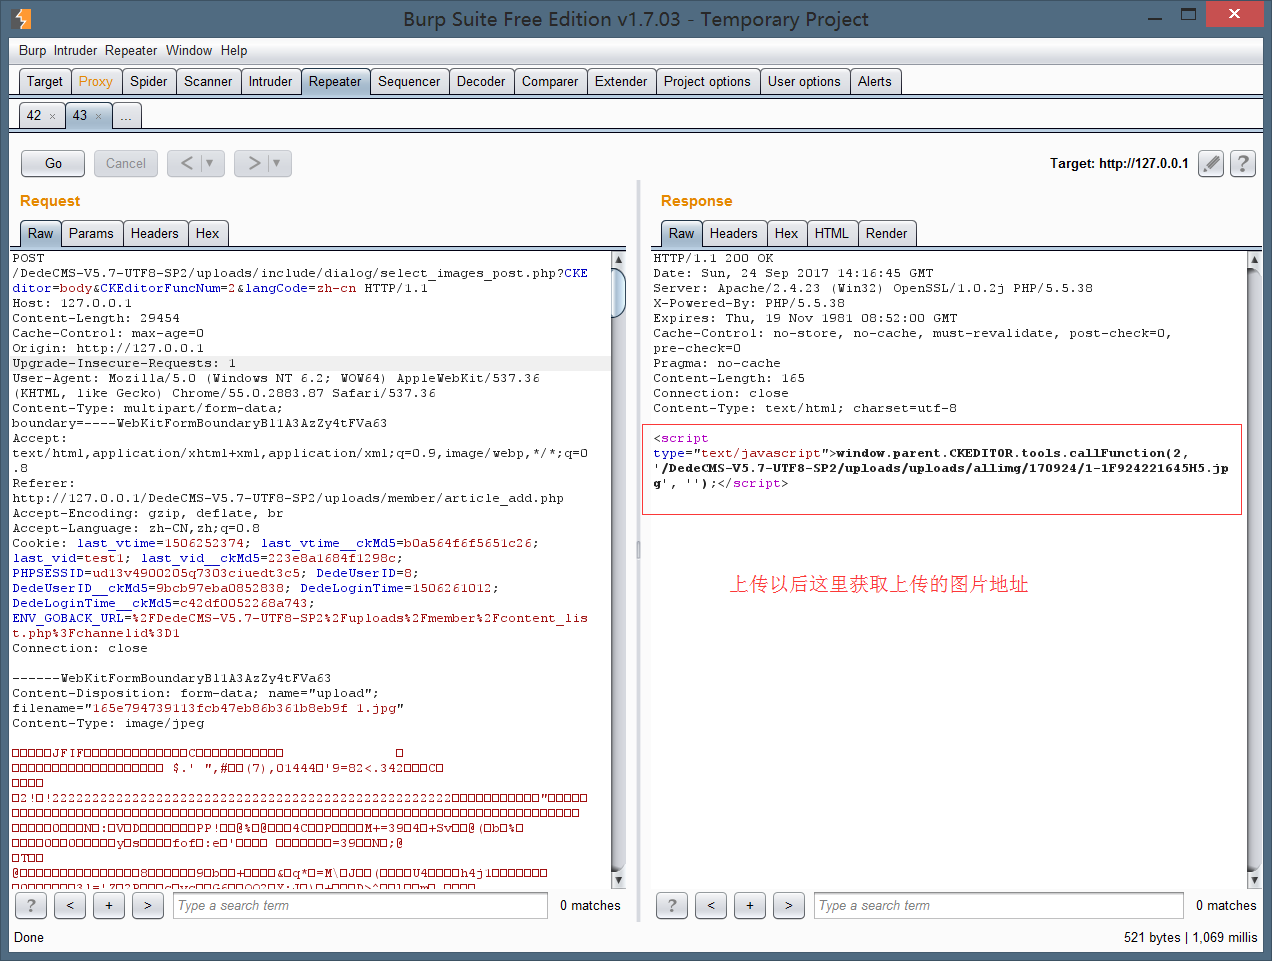 Burp Suite Free Edition v1.7.03 - Temporary Project
Burp Intruder Repeater Window Help
Target Proxy Spider Scanner Intruder Repeater Sequencer Decoder Comparer Extender Project options User options Alerts
42 × 43 × ...
Go Cancel < ▼ > ▼ Target: http://127.0.0.1 ?
Request
Raw Params Headers Hex
POST
/DedeCMS-V5.7-UTF8-SP2/uploads/include/dialog/select_images_post.php?CKE
ditor=body&CKEditorFuncNum=2&langCode=zh-cn HTTP/1.1
Host: 127.0.0.1
Content-Length: 29454
Cache-Control: max-age=0
Origin: http://127.0.0.1
Upgrade-Insecure-Requests: 1
User-Agent: Mozilla/5.0 (Windows NT 6.2; WOW64) AppleWebKit/537.36
(KHTML, like Gecko) Chrome/55.0.2883.87 Safari/537.36
Content-Type: multipart/form-data;
boundary=----WebKitFormBoundaryBl1A3AzZy4tFVa63
Accept:
text/html,application/xhtml+xml,application/xml;q=0.9,image/webp,*/*;q=0
.8
Referer:
http://127.0.0.1/DedeCMS-V5.7-UTF8-SP2/uploads/member/article_add.php
Accept-Encoding: gzip, deflate, br
Accept-Language: zh-CN,zh;q=0.8
Cookie: last_vtime=1506252374; last_vtime__ckMd5=b0a564f6f5651c26;
last_vid=test1; last_vid__ckMd5=223e8a1684f1298c;
PHPSESSID=ud13v4900205q7303ciuedt3c5; DedeUserID=8;
DedeUserID__ckMd5=9bcb97eba0852838; DedeLoginTime=1506261012;
DedeLoginTime__ckMd5=c42df0052268a743;
ENV_GOBACK_URL=%2FDedeCMS-V5.7-UTF8-SP2%2Fuploads%2Fmember%2Fcontent_lis
t.php%3Fchannelid%3D1
Connection: close
------WebKitFormBoundaryBl1A3AzZy4tFVa63
Content-Disposition: form-data; name="upload";
filename="165e794739113fcb47eb86b361b8eb9f 1.jpg"
Content-Type: image/jpeg
? < + > Type a search term 0 matches
Response
Raw Headers Hex HTML Render
HTTP/1.1 200 OK
Date: Sun, 24 Sep 2017 14:16:45 GMT
Server: Apache/2.4.23 (Win32) OpenSSL/1.0.2j PHP/5.5.38
X-Powered-By: PHP/5.5.38
Expires: Thu, 19 Nov 1981 08:52:00 GMT
Cache-Control: no-store, no-cache, must-revalidate, post-check=0,
pre-check=0
Pragma: no-cache
Content-Length: 165
Connection: close
Content-Type: text/html; charset=utf-8
<script
type="text/javascript">window.parent.CKEDITOR.tools.callFunction(2,
'/DedeCMS-V5.7-UTF8-SP2/uploads/uploads/allimg/170924/1-1F924221645H5.jp
g', '');</script>
上传以后这里获取上传的图片地址
? < + > Type a search term 0 matches
Done 521 bytes | 1,069 millis